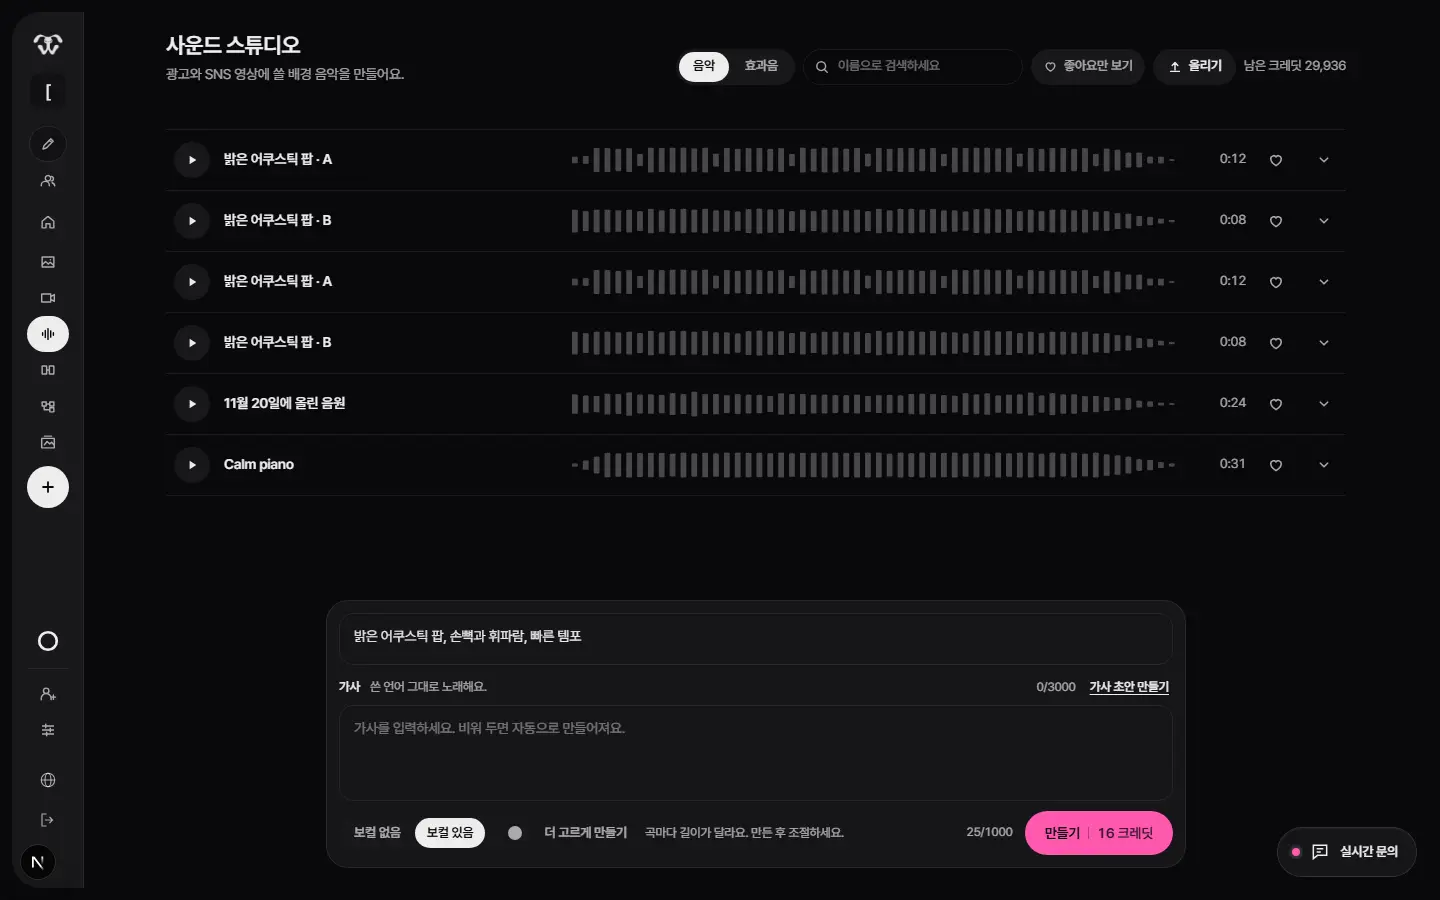 사운드 스튜디오
광고와 SNS 영상에 쓸 배경 음악을 만들어요.
음악
효과음
이름으로 검색하세요
좋아요만 보기
올리기
남은 크레딧 29,936
[
밝은 어쿠스틱 팝 · A
0:12
밝은 어쿠스틱 팝 · B
0:08
밝은 어쿠스틱 팝 · A
0:12
밝은 어쿠스틱 팝 · B
0:08
11월 20일에 올린 음원
0:24
Calm piano
0:31
밝은 어쿠스틱 팝, 손뼉과 휘파람, 빠른 템포
가사 쓴 언어 그대로 노래해요.
0/3000
가사 초안 만들기
가사를 입력하세요. 비워 두면 자동으로 만들어져요.
보컬 없음
보컬 있음
더 고르게 만들기
곡마다 길이가 달라요. 만든 후 조절하세요.
25/1000
만들기 | 16 크레딧
실시간 문의
N